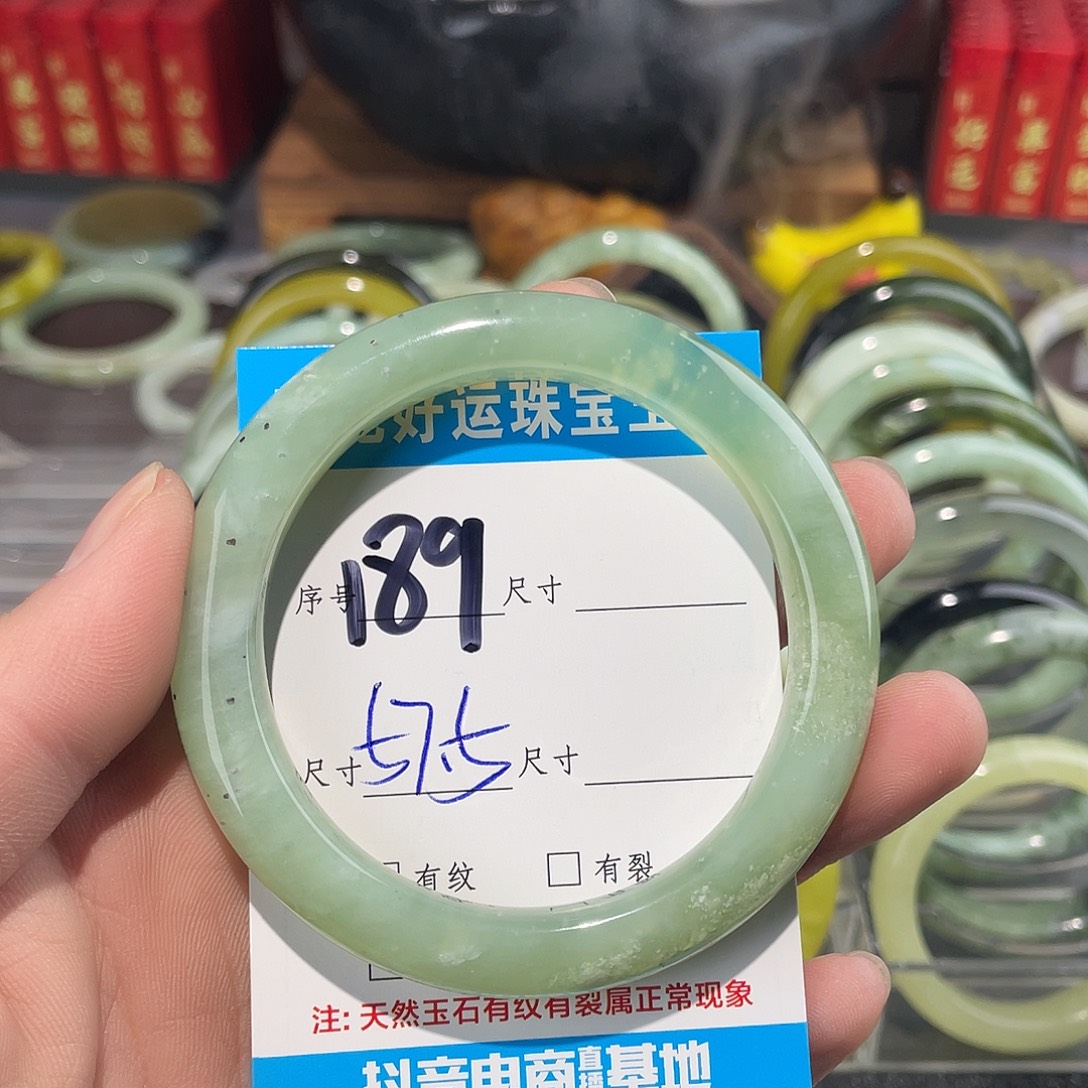 好运珠宝
序号 189 尺寸
尺寸 57.5 尺寸
有纹 有裂
注: 天然玉石有纹有裂属正常现象
抖音电商直播基地
好运